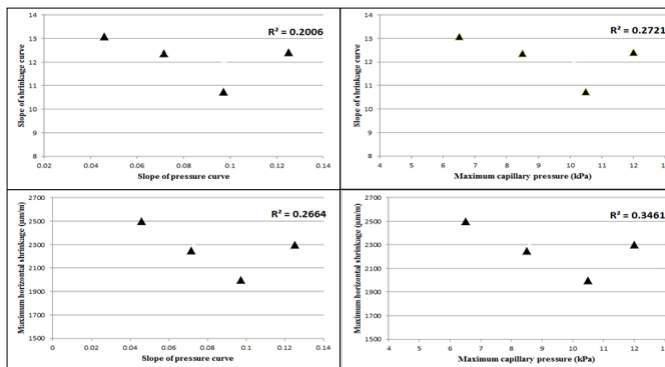 14
R² = 0.2006
13
12
11
10
9
8
Slope of shrinkage curve
0.02 0.04 0.06 0.08 0.1 0.12 0.14
Slope of pressure curve
14
R² = 0.2721
13
12
11
10
9
8
Slope of shrinkage curve
4 5 6 7 8 9 10 11 12 13
Maximum capillary pressure (kPa)
2700
R² = 0.2664
2500
2300
2100
1900
1700
1500
Maximum horizontal shrinkage (µm/m)
0 0.02 0.04 0.06 0.08 0.1 0.12 0.14
Slope of pressure curve
2700
R² = 0.3461
2500
2300
2100
1900
1700
1500
Maximum horizontal shrinkage (µm/m)
4 5 6 7 8 9 10 11 12 13
Maximum capillary pressure (kPa)